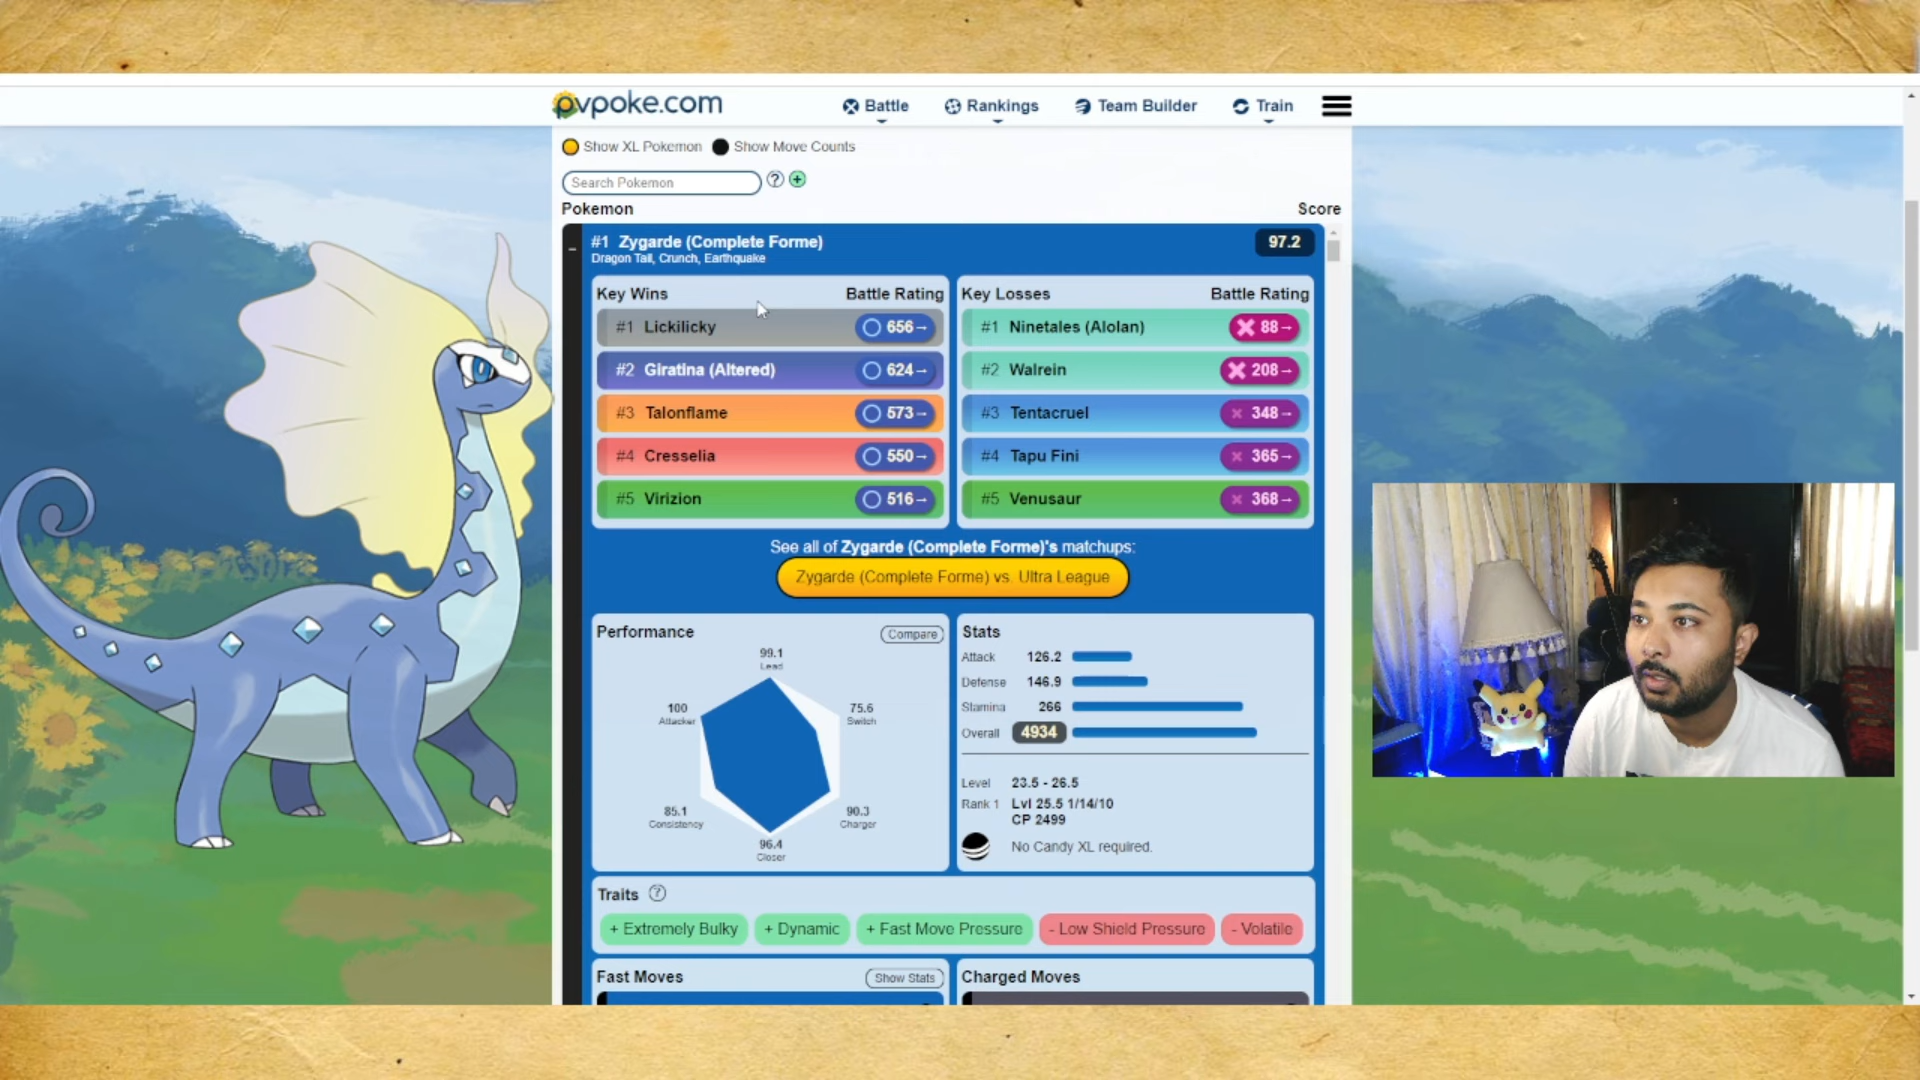 pvpoke.com
Battle
Rankings
Team Builder
Train
Show XL Pokemon
Show Move Counts
Search Pokemon
?
+
Pokemon
Score
- #1 Zygarde (Complete Forme) 97.2
Dragon Tail, Crunch, Earthquake
Key Wins Battle Rating
#1 Lickilicky 656→
#2 Giratina (Altered) 624→
#3 Talonflame 573→
#4 Cresselia 550→
#5 Virizion 516→
Key Losses Battle Rating
#1 Ninetales (Alolan) 88→
#2 Walrein 208→
#3 Tentacruel 348→
#4 Tapu Fini 365→
#5 Venusaur 368→
See all of Zygarde (Complete Forme)'s matchups:
Zygarde (Complete Forme) vs. Ultra League
Performance Compare
99.1
Lead
100
Attacker
75.6
Switch
85.1
Consistency
90.3
Charger
96.4
Closer
Stats
Attack 126.2
Defense 146.9
Stamina 266
Overall 4934
Level 23.5 - 26.5
Rank 1 Lvl 25.5 1/14/10
CP 2499
No Candy XL required.
Traits ?
+ Extremely Bulky
+ Dynamic
+ Fast Move Pressure
- Low Shield Pressure
- Volatile
Fast Moves Show Stats
Charged Moves